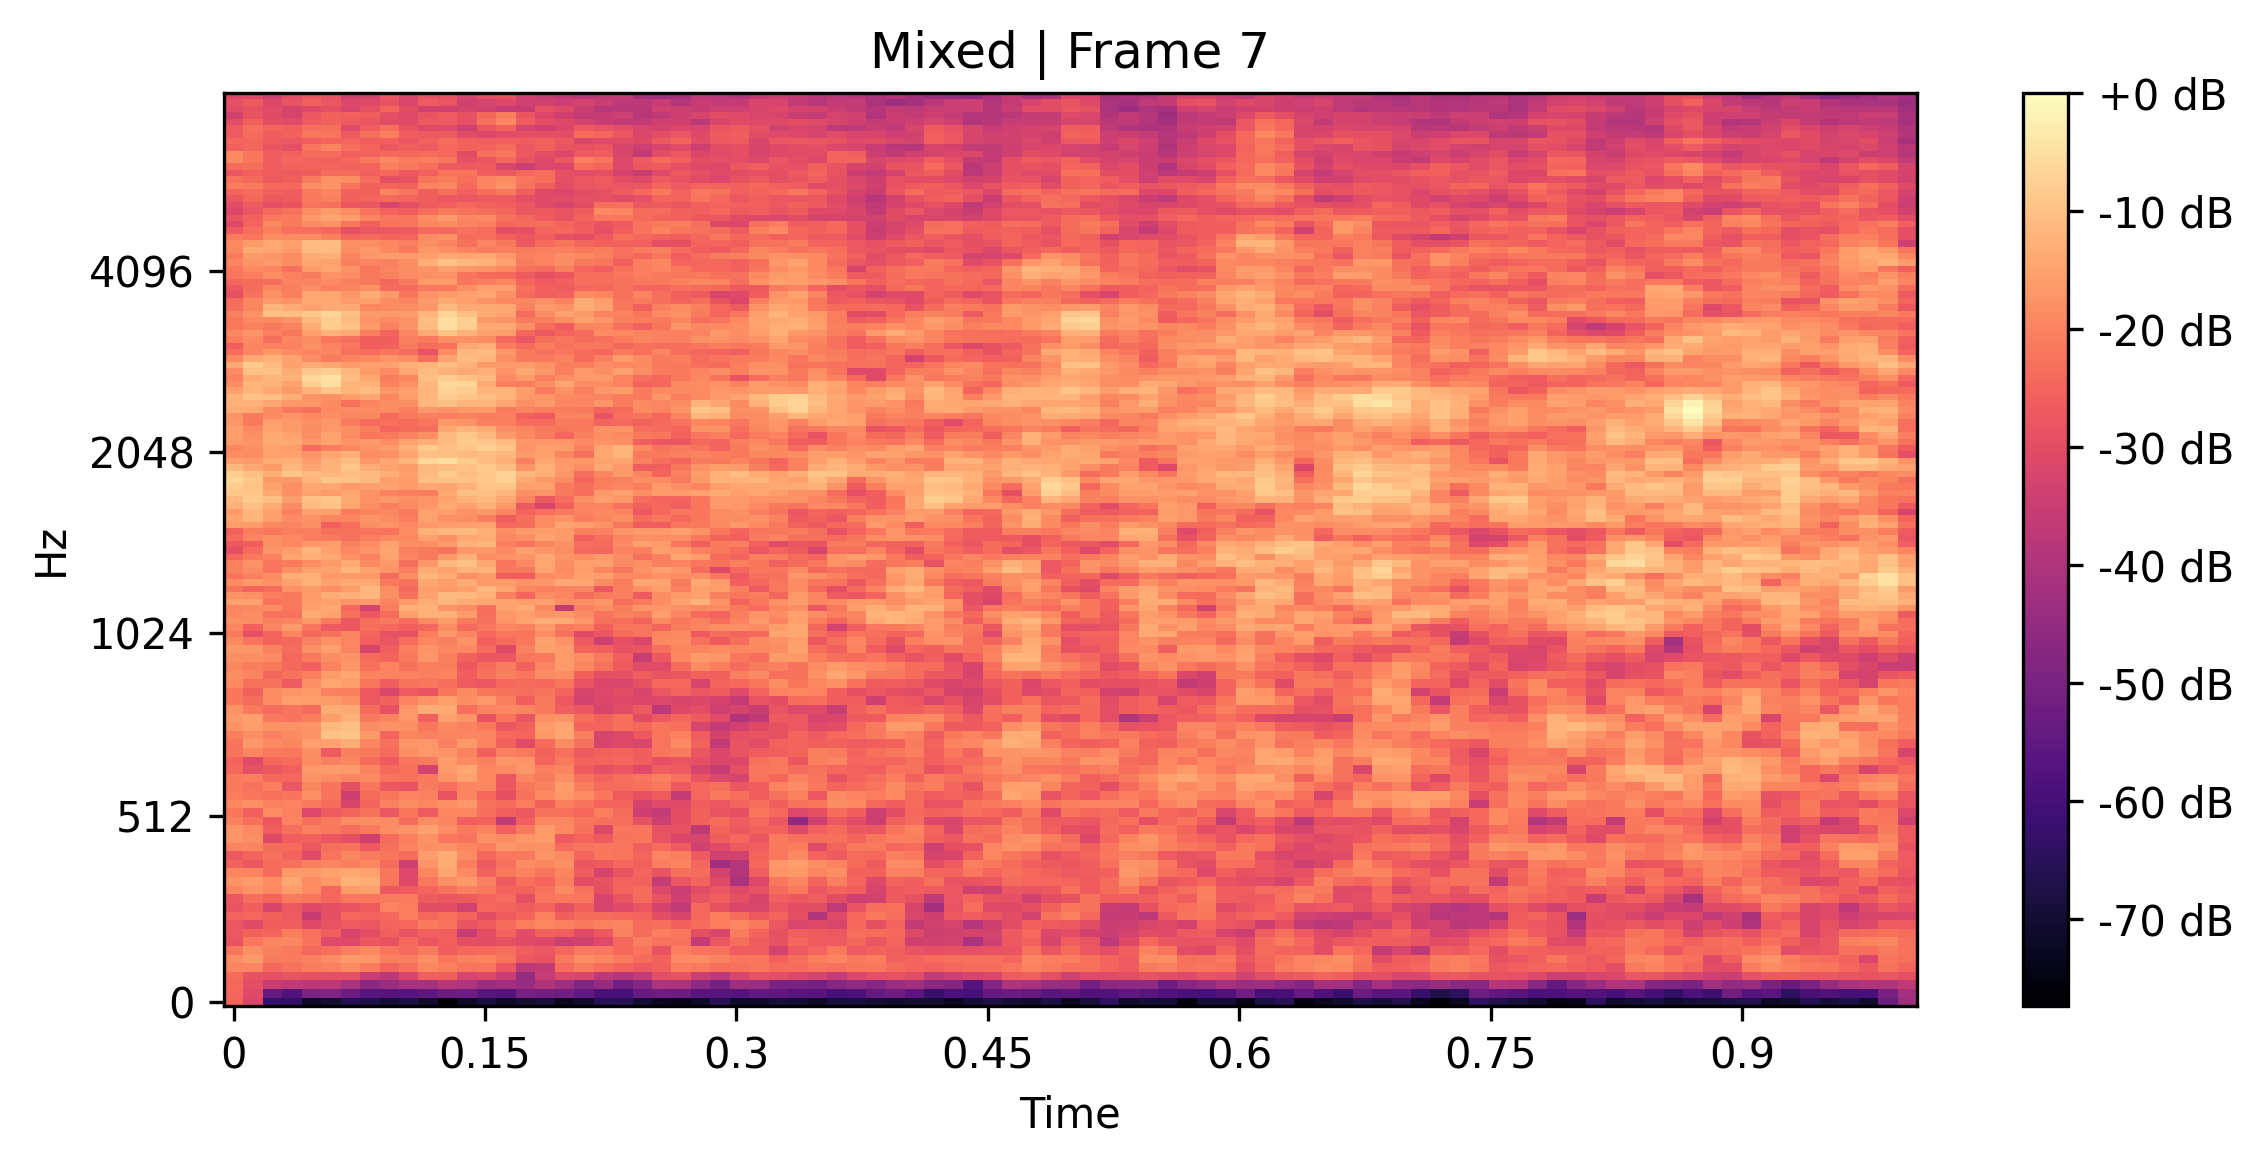 Mixed | Frame 7
+0 dB
-10 dB
-20 dB
-30 dB
-40 dB
-50 dB
-60 dB
-70 dB
Hz
4096
2048
1024
512
0
0 0.15 0.3 0.45 0.6 0.75 0.9
Time